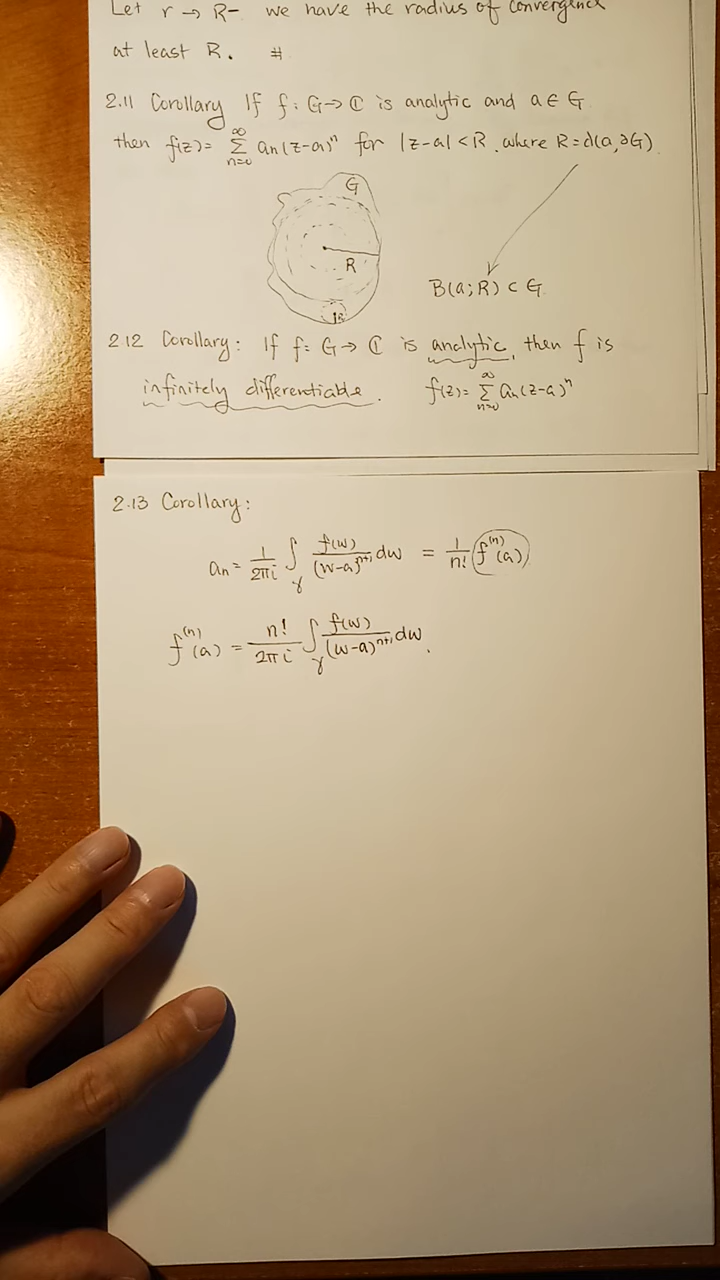 Let r → R- we have the radius of convergence
at least R. #
2.11 Corollary If f: G→ℂ is analytic and a∈G
then f(z)= ∑_{n=0}^{∞} an(z-a)^n for |z-a|<R. where R=d(a,∂G).
G
R
B(a;R)⊂G
2.12 Corollary: If f: G→ℂ is analytic, then f is
infinitely differentiable. f(z)= ∑_{n=0}^{∞} an(z-a)^n
2.13 Corollary:
an= 1/2πi ∫_γ f(w)/(w-a)^{n+1} dw = 1/n! f^{(n)}(a)
f^{(n)}(a) = n!/2πi ∫_γ f(w)/(w-a)^{n+1} dw.